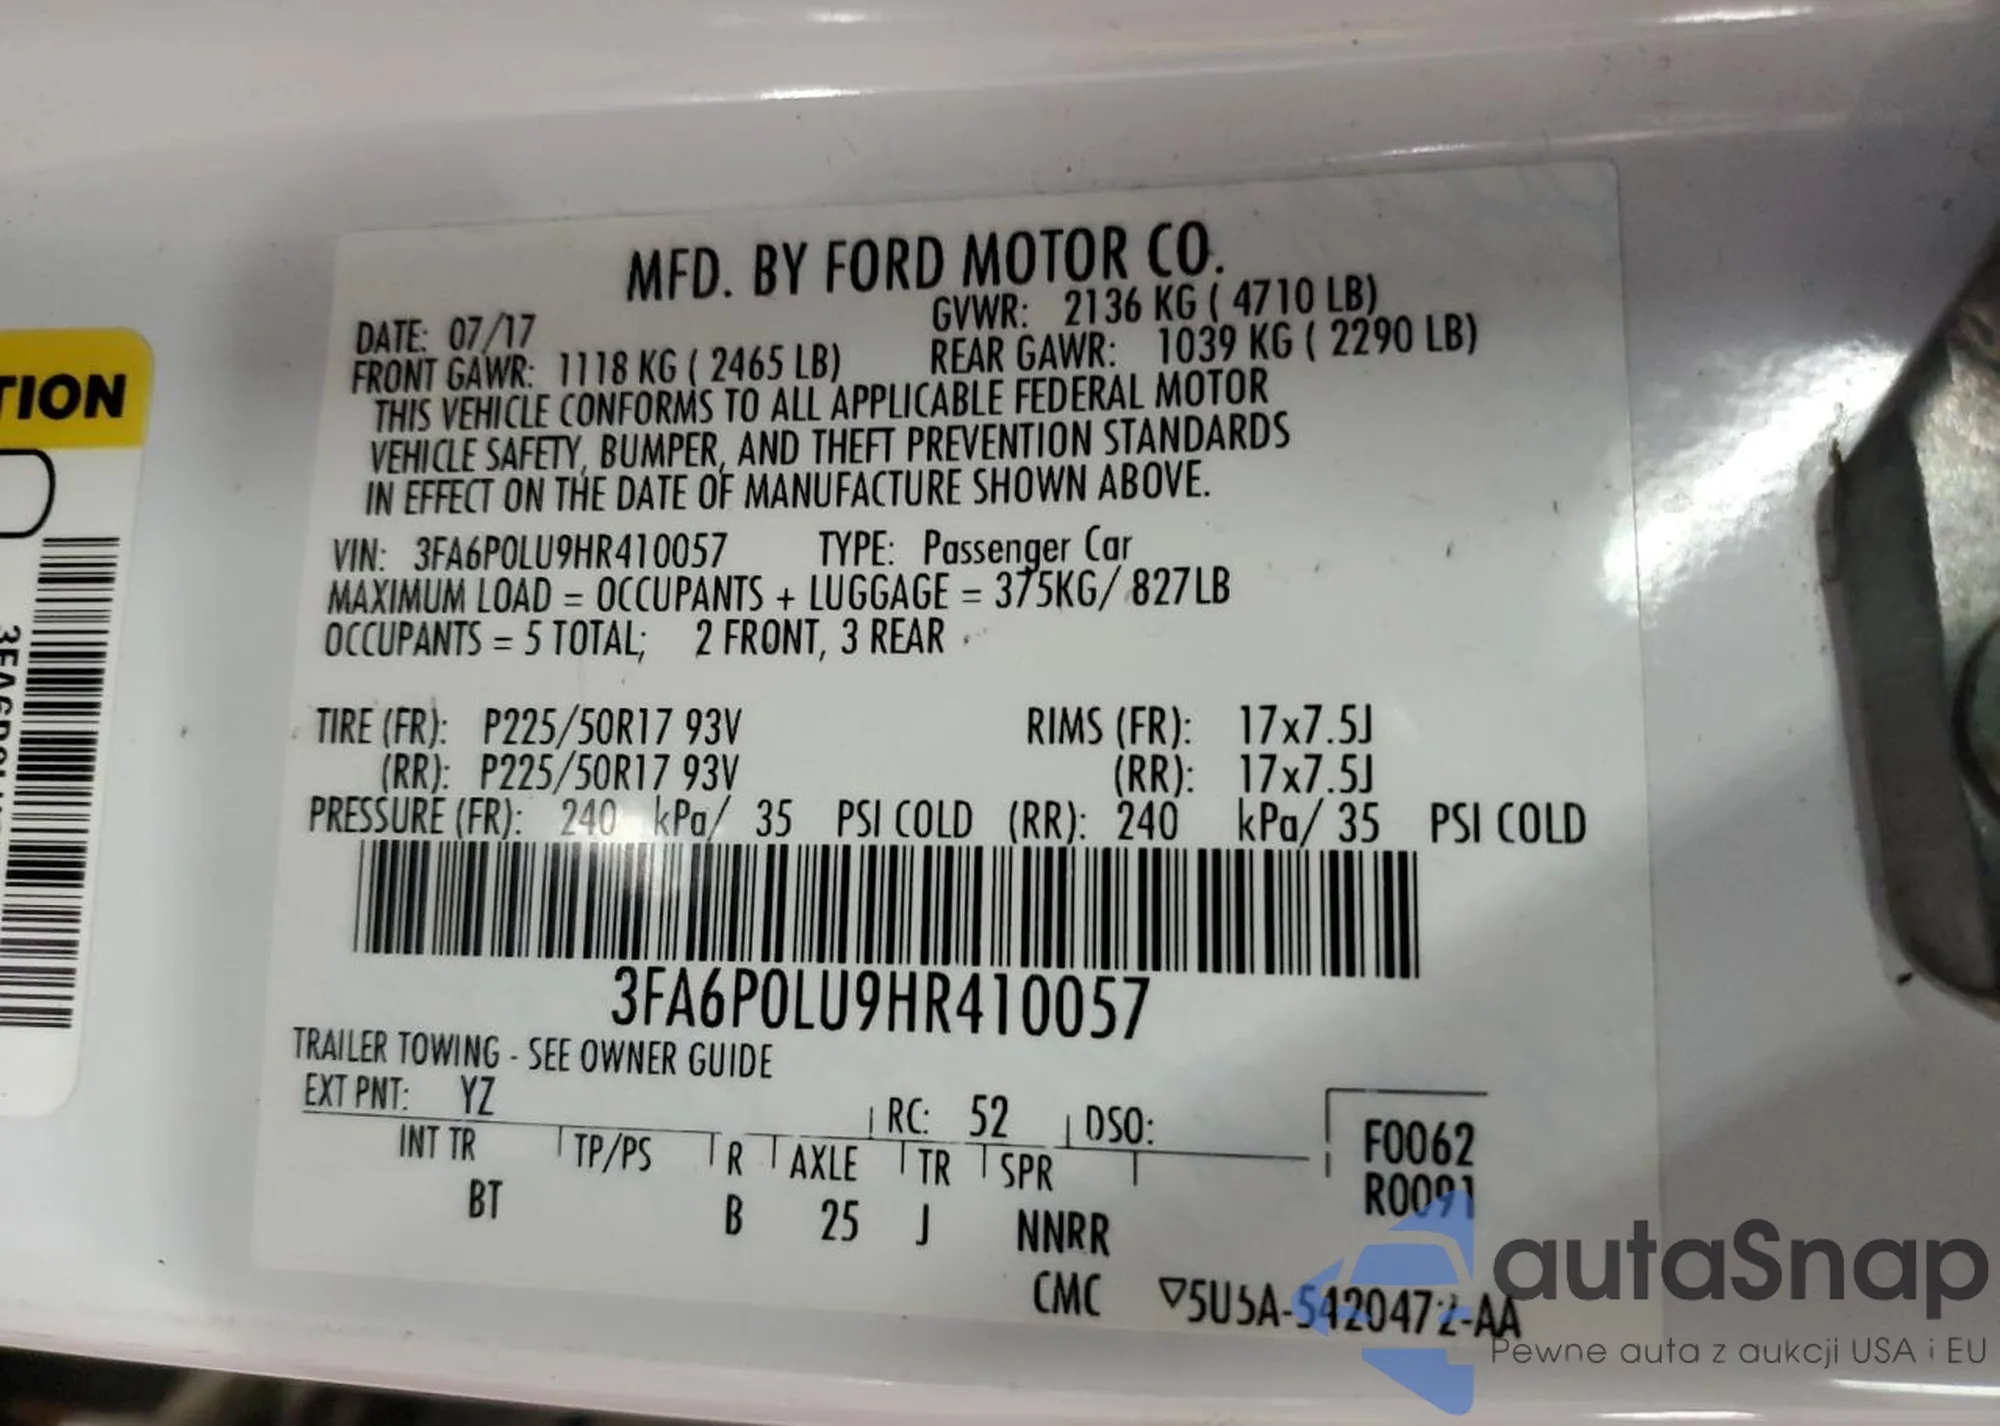 TION
MFD. BY FORD MOTOR CO.
DATE: 07/17 GVWR: 2136 KG ( 4710 LB)
FRONT GAWR: 1118 KG ( 2465 LB) REAR GAWR: 1039 KG ( 2290 LB)
THIS VEHICLE CONFORMS TO ALL APPLICABLE FEDERAL MOTOR
VEHICLE SAFETY, BUMPER, AND THEFT PREVENTION STANDARDS
IN EFFECT ON THE DATE OF MANUFACTURE SHOWN ABOVE.
VIN: 3FA6P0LU9HR410057 TYPE: Passenger Car
MAXIMUM LOAD = OCCUPANTS + LUGGAGE = 375KG/ 827LB
OCCUPANTS = 5 TOTAL; 2 FRONT, 3 REAR
TIRE (FR): P225/50R17 93V RIMS (FR): 17x7.5J
(RR): P225/50R17 93V (RR): 17x7.5J
PRESSURE (FR): 240 kPa/ 35 PSI COLD (RR): 240 kPa/ 35 PSI COLD
3FA6P0LU9HR410057
TRAILER TOWING - SEE OWNER GUIDE
EXT PNT: YZ RC: 52 DSO:
INT TR TP/PS R AXLE TR SPR
BT B 25 J NNRR
F0062
R0091
CMC ▽5U5A-5420472-AA
autaSnap
Pewne auta z aukcji USA i EU